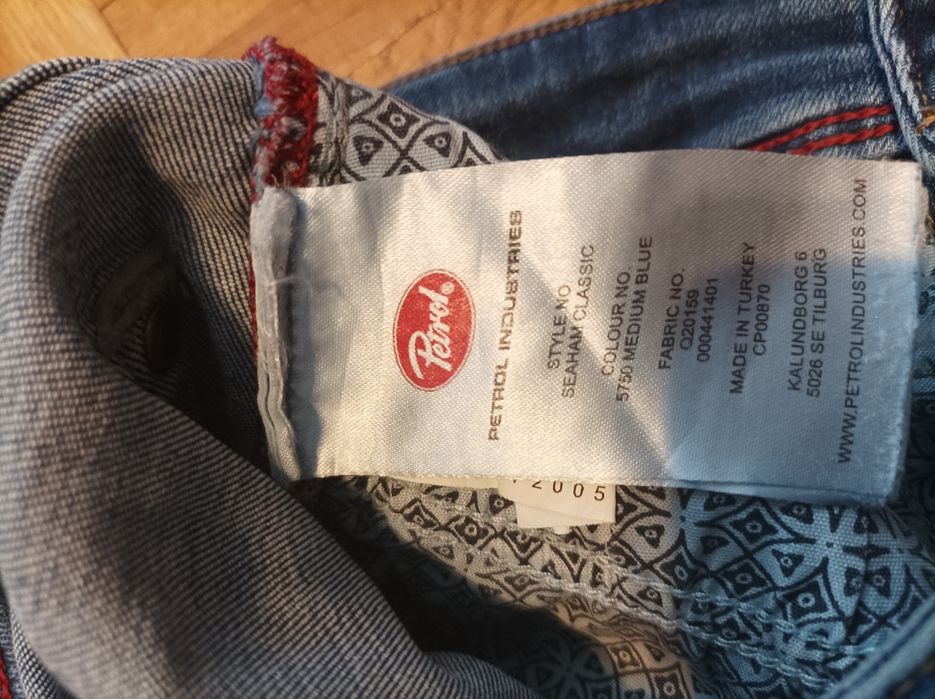 Petrol®
PETROL INDUSTRIES
STYLE NO
SEAHAM CLASSIC
COLOUR NO.
5750 MEDIUM BLUE
FABRIC NO.
Q20159
000441401
MADE IN TURKEY
CP00870
KALUNDBORG 6
5026 SE TILBURG
WWW.PETROLINDUSTRIES.COM
2005